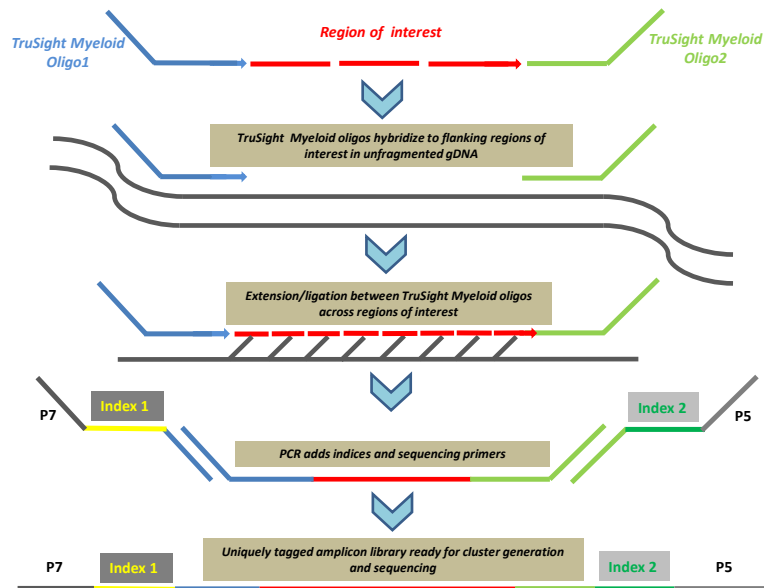 TruSight Myeloid
Oligo1
Region of interest
TruSight Myeloid
Oligo2
TruSight Myeloid oligos hybridize to flanking regions of
interest in unfragmented gDNA
Extension/ligation between TruSight Myeloid oligos
across regions of interest
P7
Index 1
Index 2
P5
PCR adds indices and sequencing primers
Uniquely tagged amplicon library ready for cluster generation
and sequencing
P7
Index 1
Index 2
P5